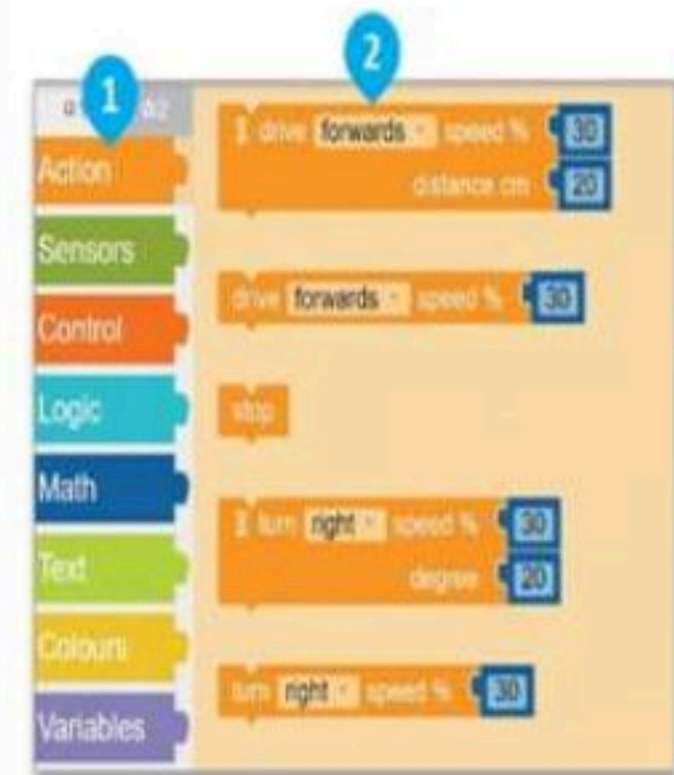 1
2
Action
Sensors
Control
Logic
Math
Text
Colours
Variables
drive forwards speed % 30
distance cm 20
drive forwards speed % 30
stop
turn right speed % 30
degree 20
turn right speed % 30